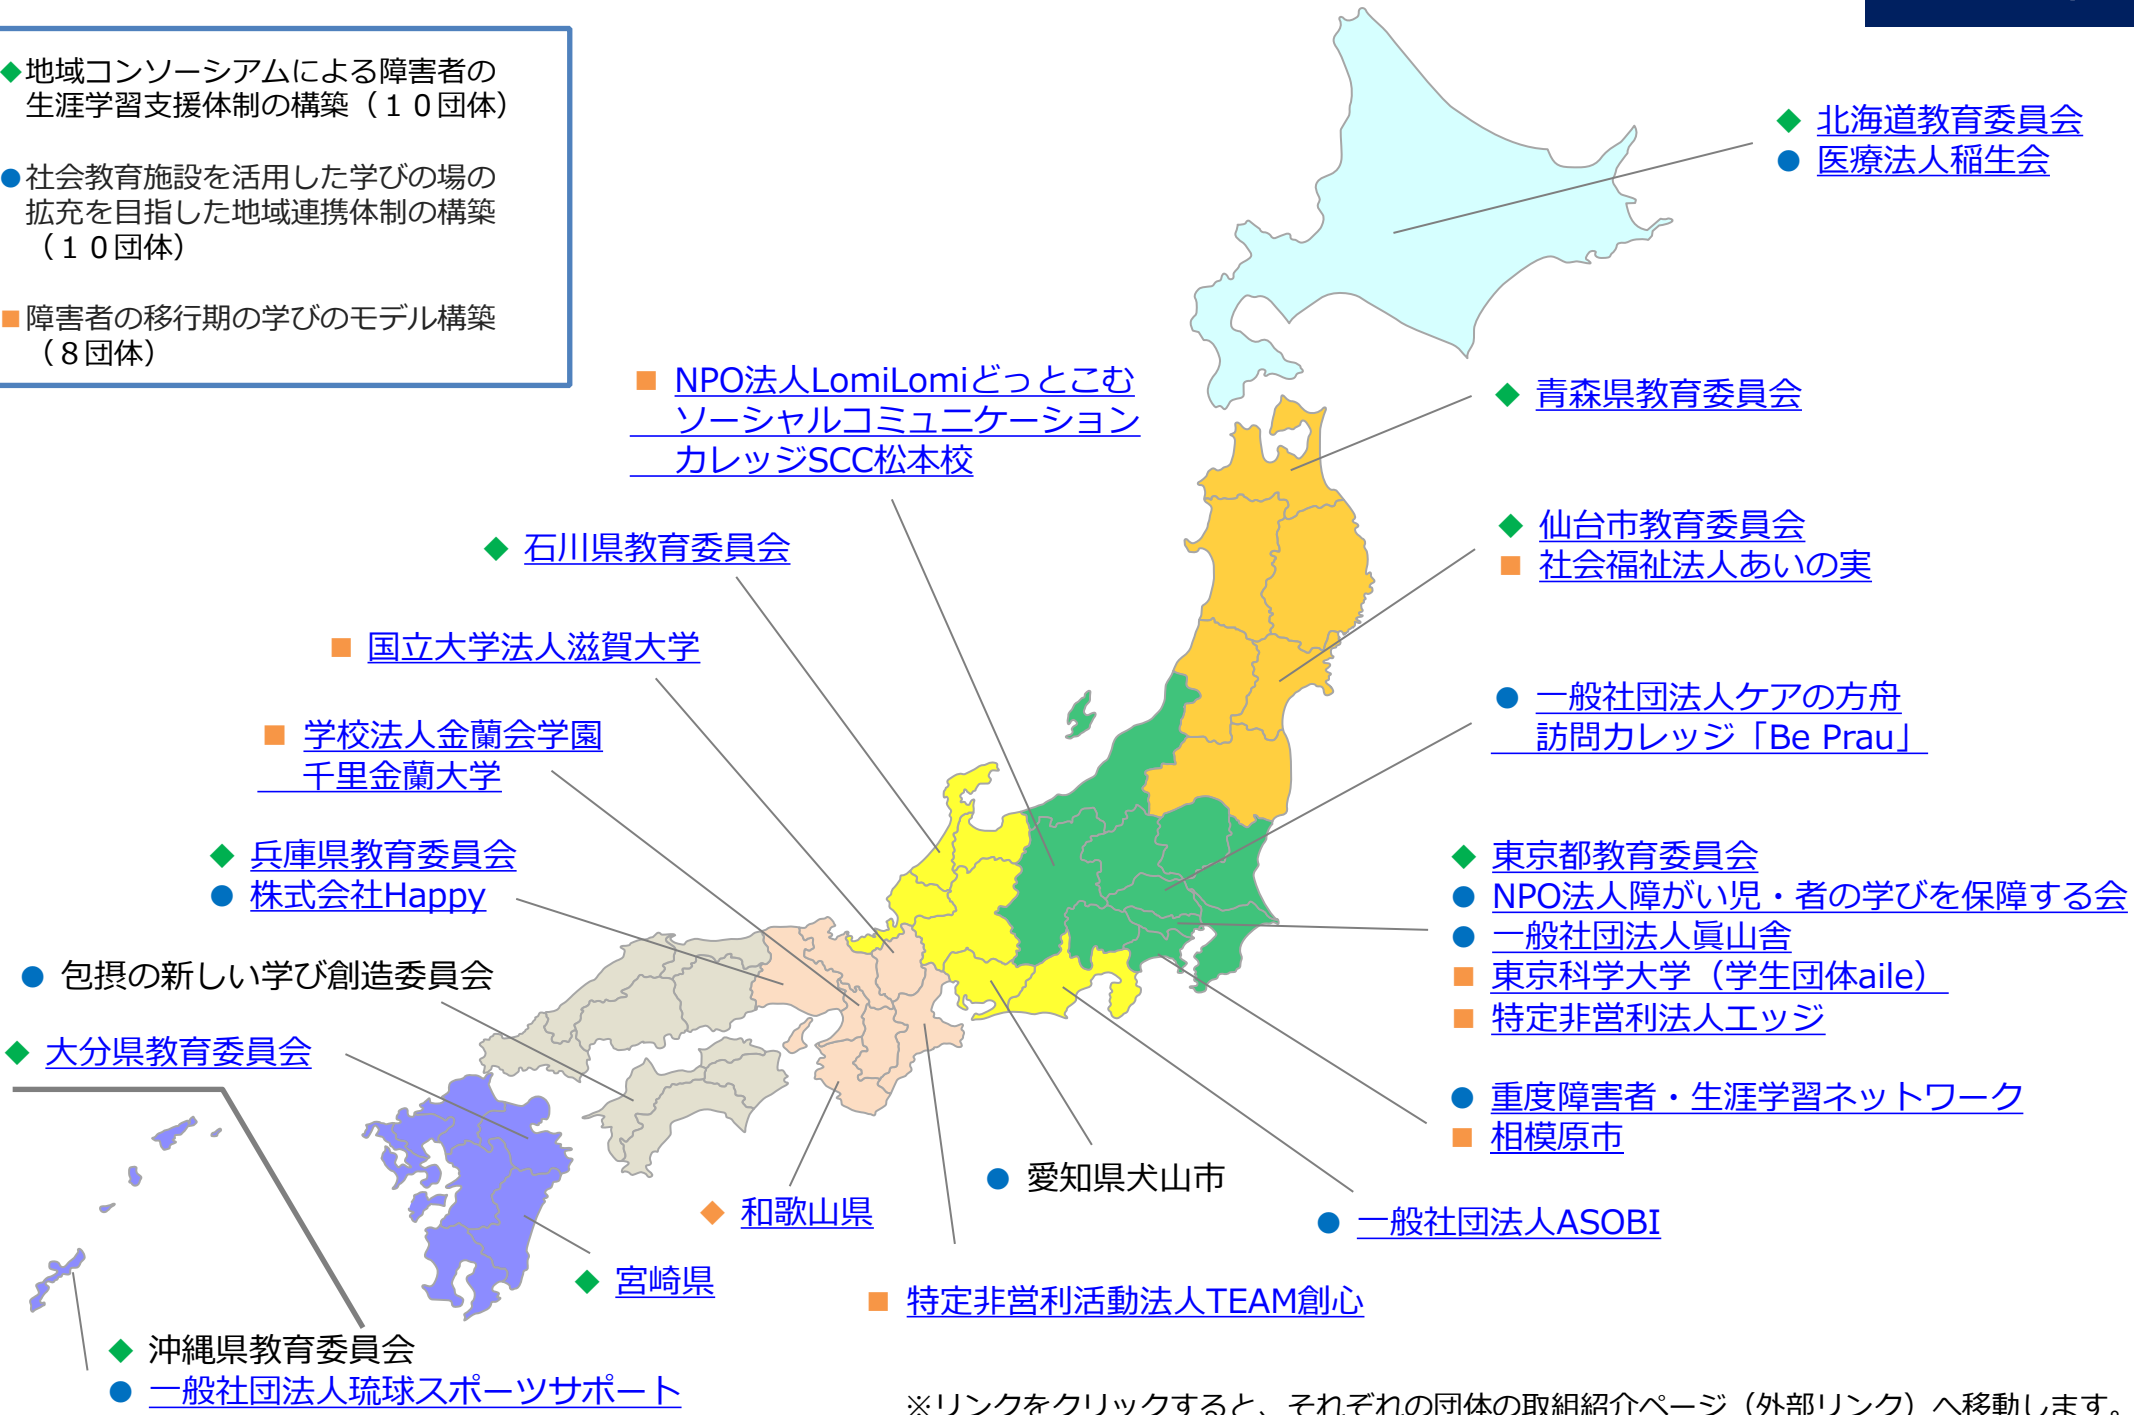 ◆地域コンソーシアムによる障害者の
生涯学習支援体制の構築（１０団体）
●社会教育施設を活用した学びの場の
拡充を目指した地域連携体制の構築
（１０団体）
■障害者の移行期の学びのモデル構築
（８団体）
◆ 北海道教育委員会
● 医療法人稲生会
■ NPO法人LomiLomiどっとこむ
ソーシャルコミュニケーション
カレッジSCC松本校
◆ 青森県教育委員会
◆ 石川県教育委員会
◆ 仙台市教育委員会
■ 社会福祉法人あいの実
■ 国立大学法人滋賀大学
● 一般社団法人ケアの方舟
訪問カレッジ「Be Prau」
■ 学校法人金蘭会学園
千里金蘭大学
◆ 兵庫県教育委員会
● 株式会社Happy
◆ 東京都教育委員会
● NPO法人障がい児・者の学びを保障する会
● 一般社団法人眞山舎
■ 東京科学大学（学生団体aile）
■ 特定非営利法人エッジ
● 包摂の新しい学び創造委員会
◆ 大分県教育委員会
● 重度障害者・生涯学習ネットワーク
■ 相模原市
● 愛知県犬山市
◆ 和歌山県
● 一般社団法人ASOBI
◆ 宮崎県
■ 特定非営利活動法人TEAM創心
◆ 沖縄県教育委員会
● 一般社団法人琉球スポーツサポート
※リンクをクリックすると、それぞれの団体の取組紹介ページ（外部リンク）へ移動します。